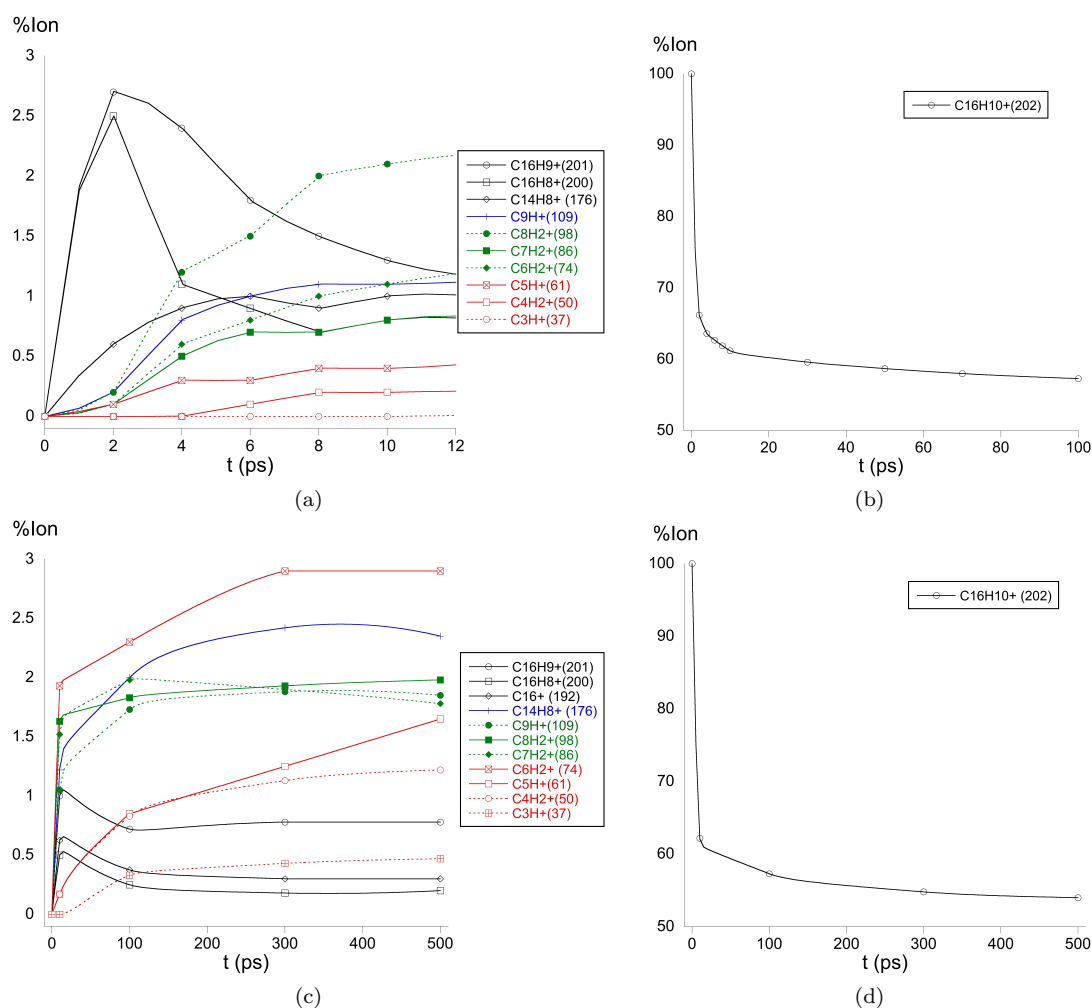 %Ion
3
2.5
2
1.5
1
0.5
0
0 2 4 6 8 10 12
t (ps)
C16H9+(201)
C16H8+(200)
C14H8+ (176)
C9H+(109)
C8H2+(98)
C7H2+(86)
C6H2+(74)
C5H+(61)
C4H2+(50)
C3H+(37)
(a)
%Ion
100
90
80
70
60
50
0 20 40 60 80 100
t (ps)
C16H10+(202)
(b)
%Ion
3
2.5
2
1.5
1
0.5
0
0 100 200 300 400 500
t (ps)
C16H9+(201)
C16H8+(200)
C16+ (192)
C14H8+ (176)
C9H+(109)
C8H2+(98)
C7H2+(86)
C6H2+ (74)
C5H+(61)
C4H2+(50)
C3H+(37)
(c)
%Ion
100
90
80
70
60
50
0 100 200 300 400 500
t (ps)
C16H10+ (202)
(d)